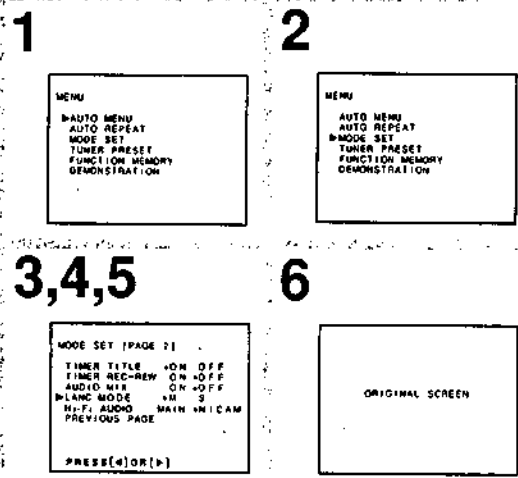 1
MENU
▶AUTO MENU
AUTO REPEAT
MODE SET
TUNER PRESET
FUNCTION MEMORY
DEMONSTRATION
2
MENU
AUTO MENU
AUTO REPEAT
▶MODE SET
TUNER PRESET
FUNCTION MEMORY
DEMONSTRATION
3,4,5
MODE SET [PAGE 2]
TIMER TITLE •ON OFF
TIMER REC-REW ON •OFF
AUDIO MIX ON •OFF
▶LANC MODE •M S
Hi-Fi AUDIO MAIN •NICAM
PREVIOUS PAGE
PRESS[◀]OR[▶]
6
ORIGINAL SCREEN